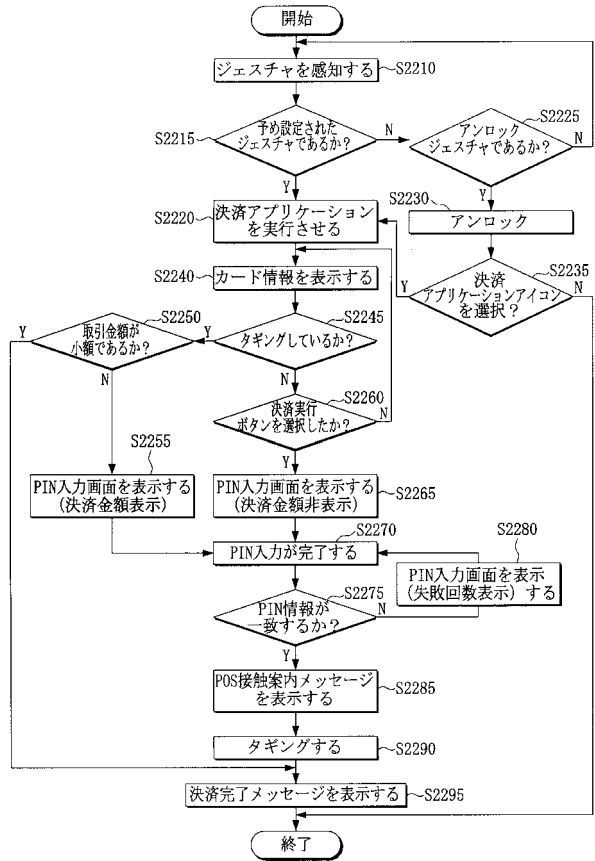 開始
ジェスチャを感知する
S2210
予め設定された
ジェスチャであるか？
S2215
N
Y
アンロック
ジェスチャであるか？
S2225
N
Y
S2230
アンロック
S2220
決済アプリケーション
を実行させる
決済
アプリケーションアイコン
を選択？
S2235
Y
N
S2240
カード情報を表示する
S2245
タギングしているか？
Y
N
S2250
取引金額が
小額であるか？
Y
N
S2260
決済実行
ボタンを選択したか？
N
Y
S2255
PIN入力画面を表示する
（決済金額表示）
PIN入力画面を表示する
（決済金額非表示）
S2265
S2270
PIN入力が完了する
S2280
PIN入力画面を表示
（失敗回数表示）する
S2275
PIN情報が
一致するか？
N
Y
POS接触案内メッセージ
を表示する
S2285
タギングする
S2290
決済完了メッセージを表示する
S2295
終了